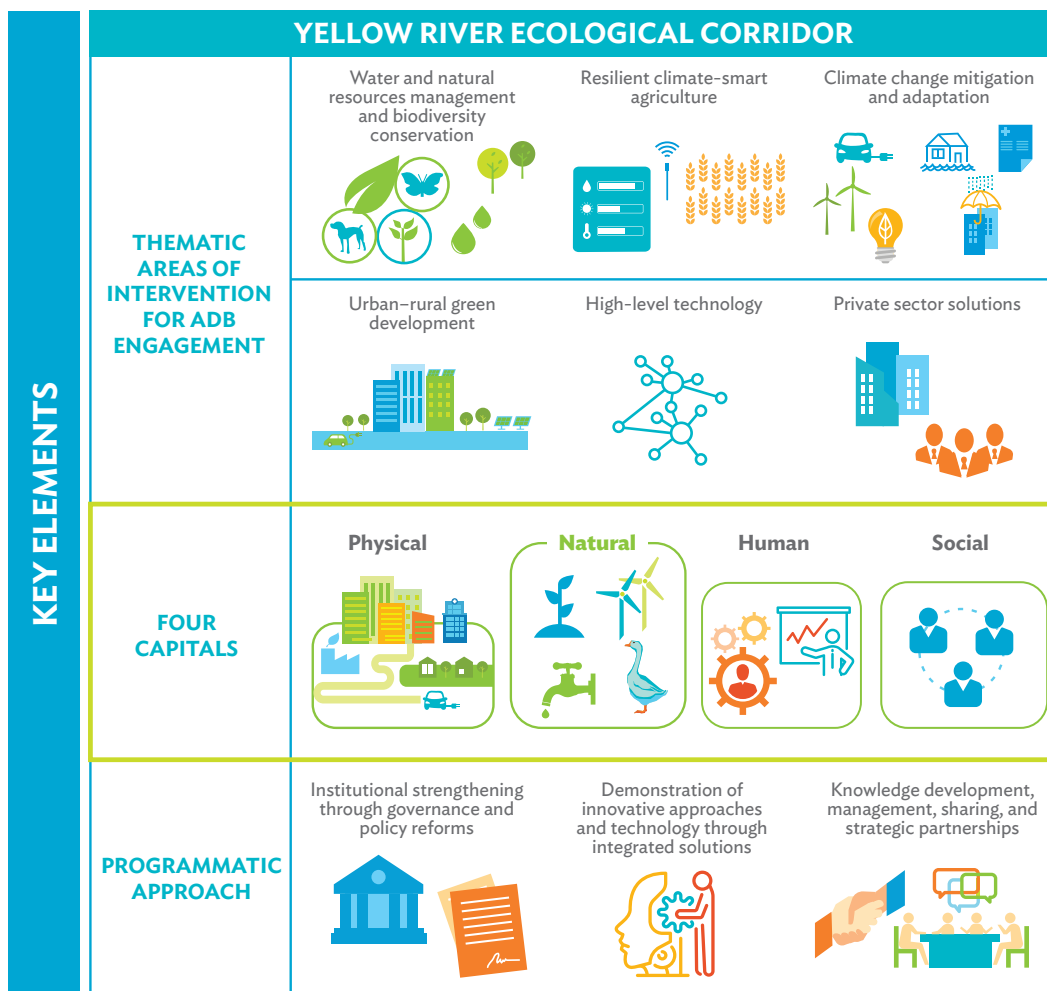 YELLOW RIVER ECOLOGICAL CORRIDOR
KEY ELEMENTS
THEMATIC
AREAS OF
INTERVENTION
FOR ADB
ENGAGEMENT
Water and natural
resources management
and biodiversity
conservation
Resilient climate-smart
agriculture
Climate change mitigation
and adaptation
Urban–rural green
development
High-level technology
Private sector solutions
FOUR
CAPITALS
Physical
Natural
Human
Social
PROGRAMMATIC
APPROACH
Institutional strengthening
through governance and
policy reforms
Demonstration of
innovative approaches
and technology through
integrated solutions
Knowledge development,
management, sharing, and
strategic partnerships